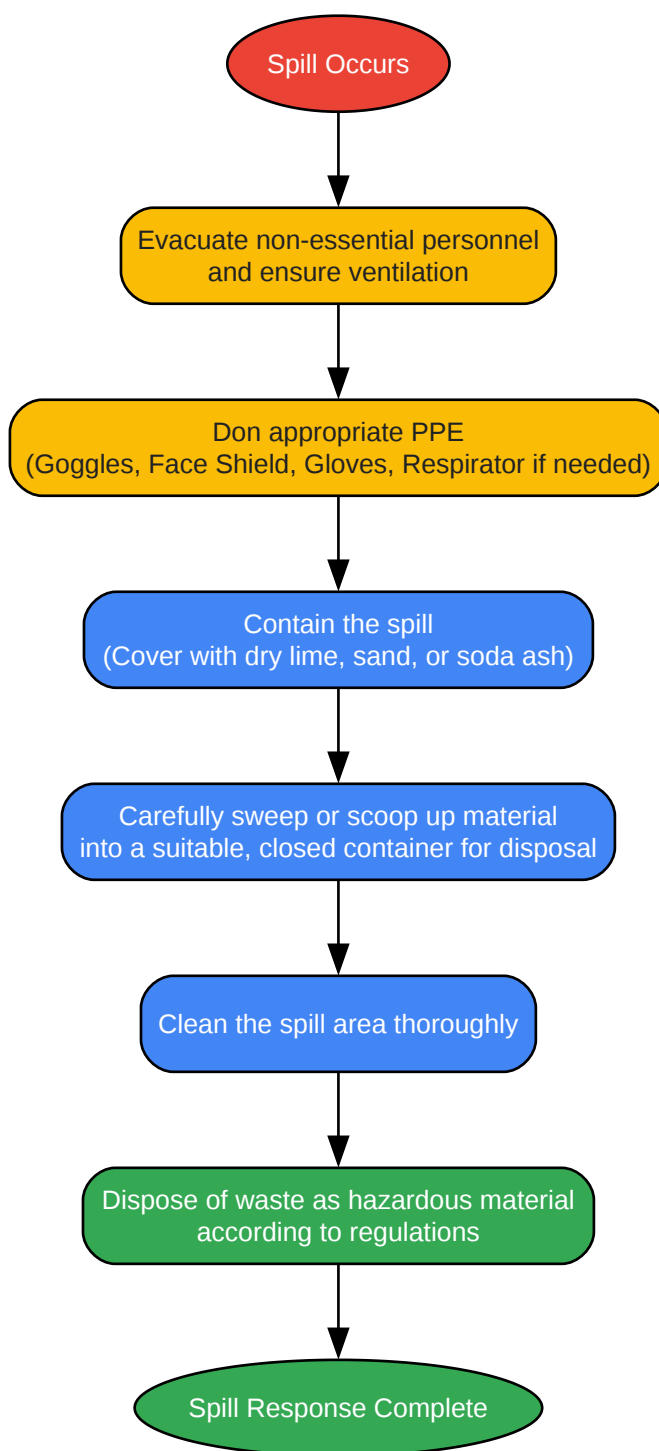 Spill Occurs
Evacuate non-essential personnel
and ensure ventilation
Don appropriate PPE
(Goggles, Face Shield, Gloves, Respirator if needed)
Contain the spill
(Cover with dry lime, sand, or soda ash)
Carefully sweep or scoop up material
into a suitable, closed container for disposal
Clean the spill area thoroughly
Dispose of waste as hazardous material
according to regulations
Spill Response Complete